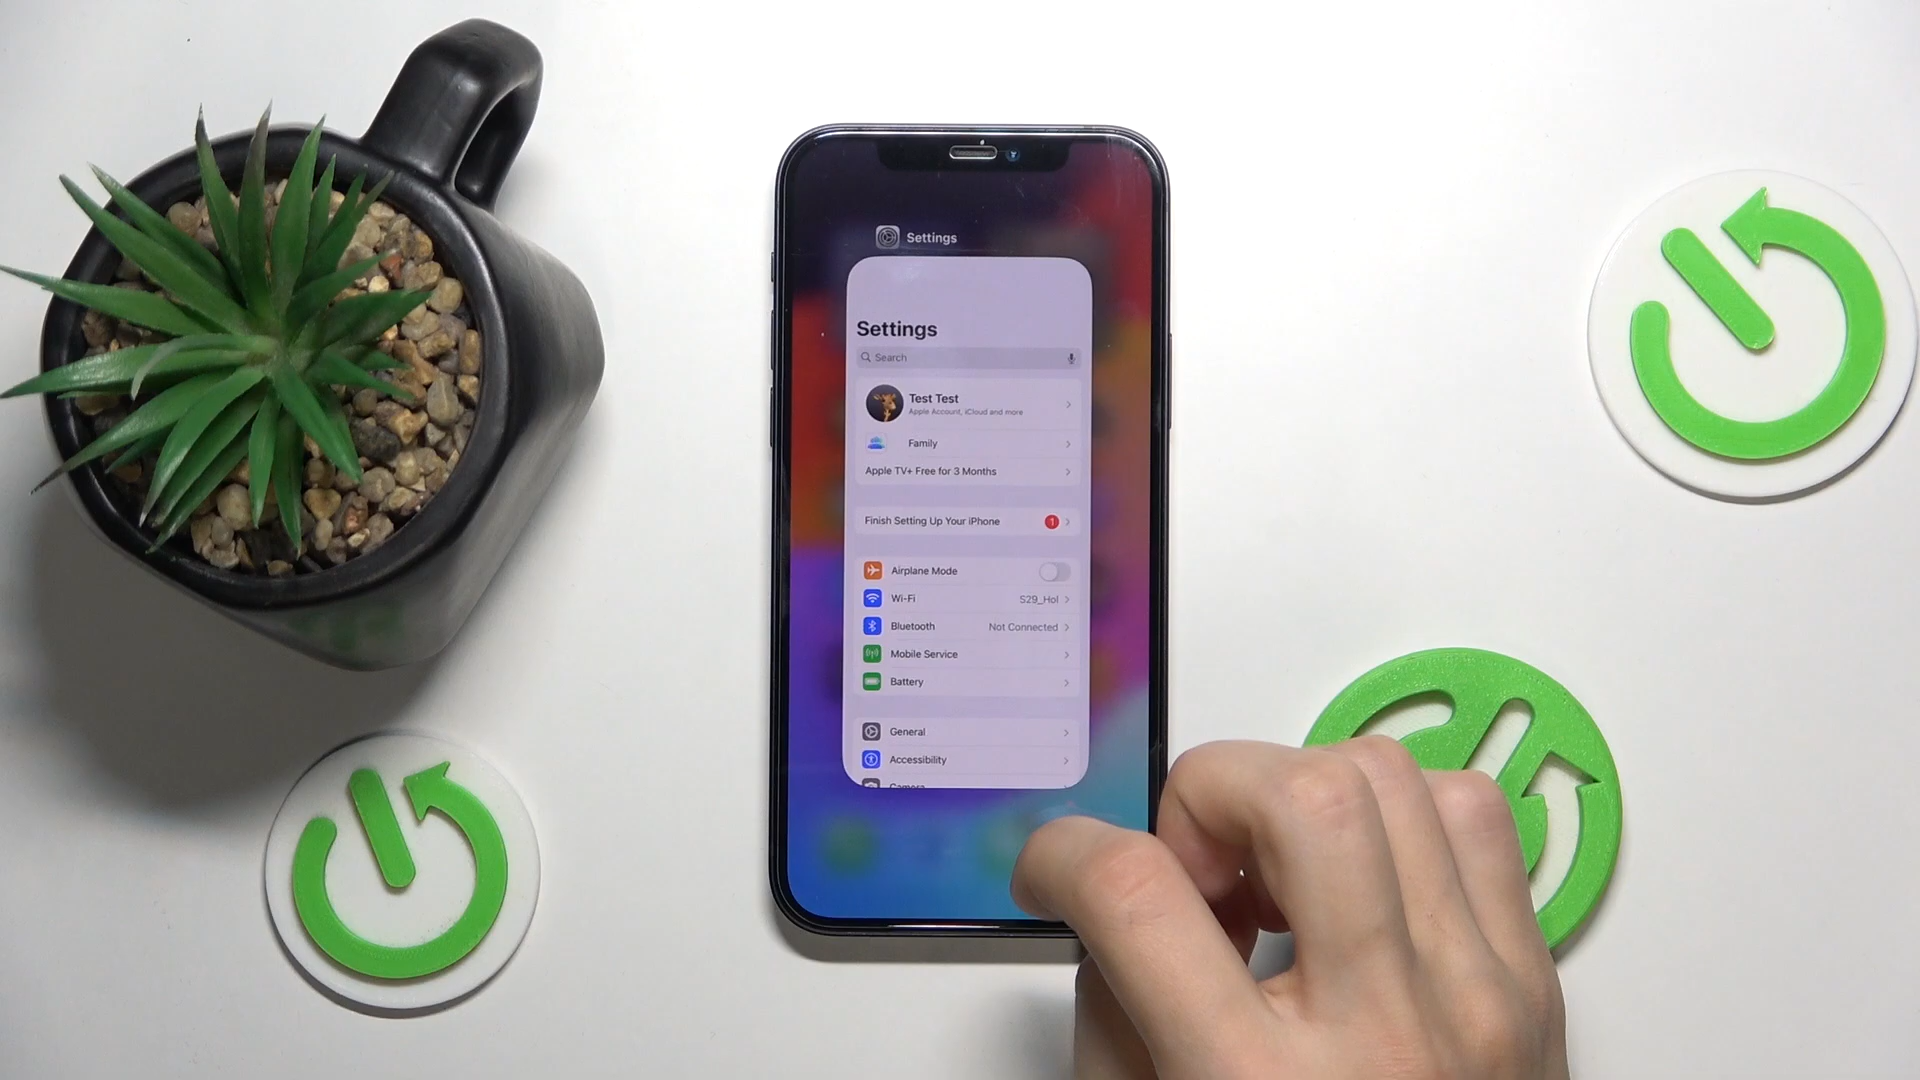 Settings
Settings
Search
Test Test
Apple Account, iCloud and more
Family
Apple TV+ Free for 3 Months
Finish Setting Up Your iPhone 1
Airplane Mode
Wi-Fi S29_Hol
Bluetooth Not Connected
Mobile Service
Battery
General
Accessibility
Camera